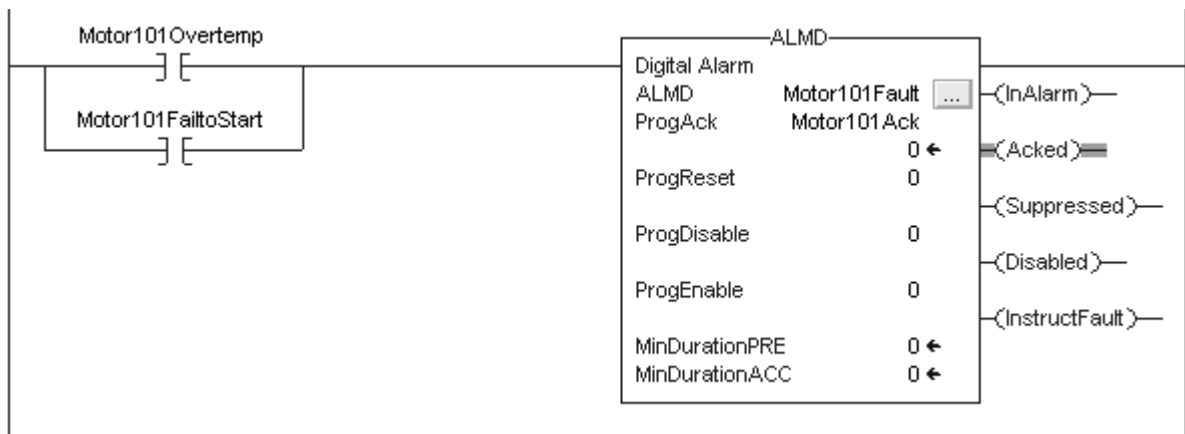 Motor101Overtemp
Motor101FailtoStart
ALMD
Digital Alarm
ALMD Motor101Fault ...
(InAlarm)
ProgAck Motor101Ack
0
(Acked)
ProgReset 0
(Suppressed)
ProgDisable 0
(Disabled)
ProgEnable 0
(InstructFault)
MinDurationPRE 0
MinDurationACC 0